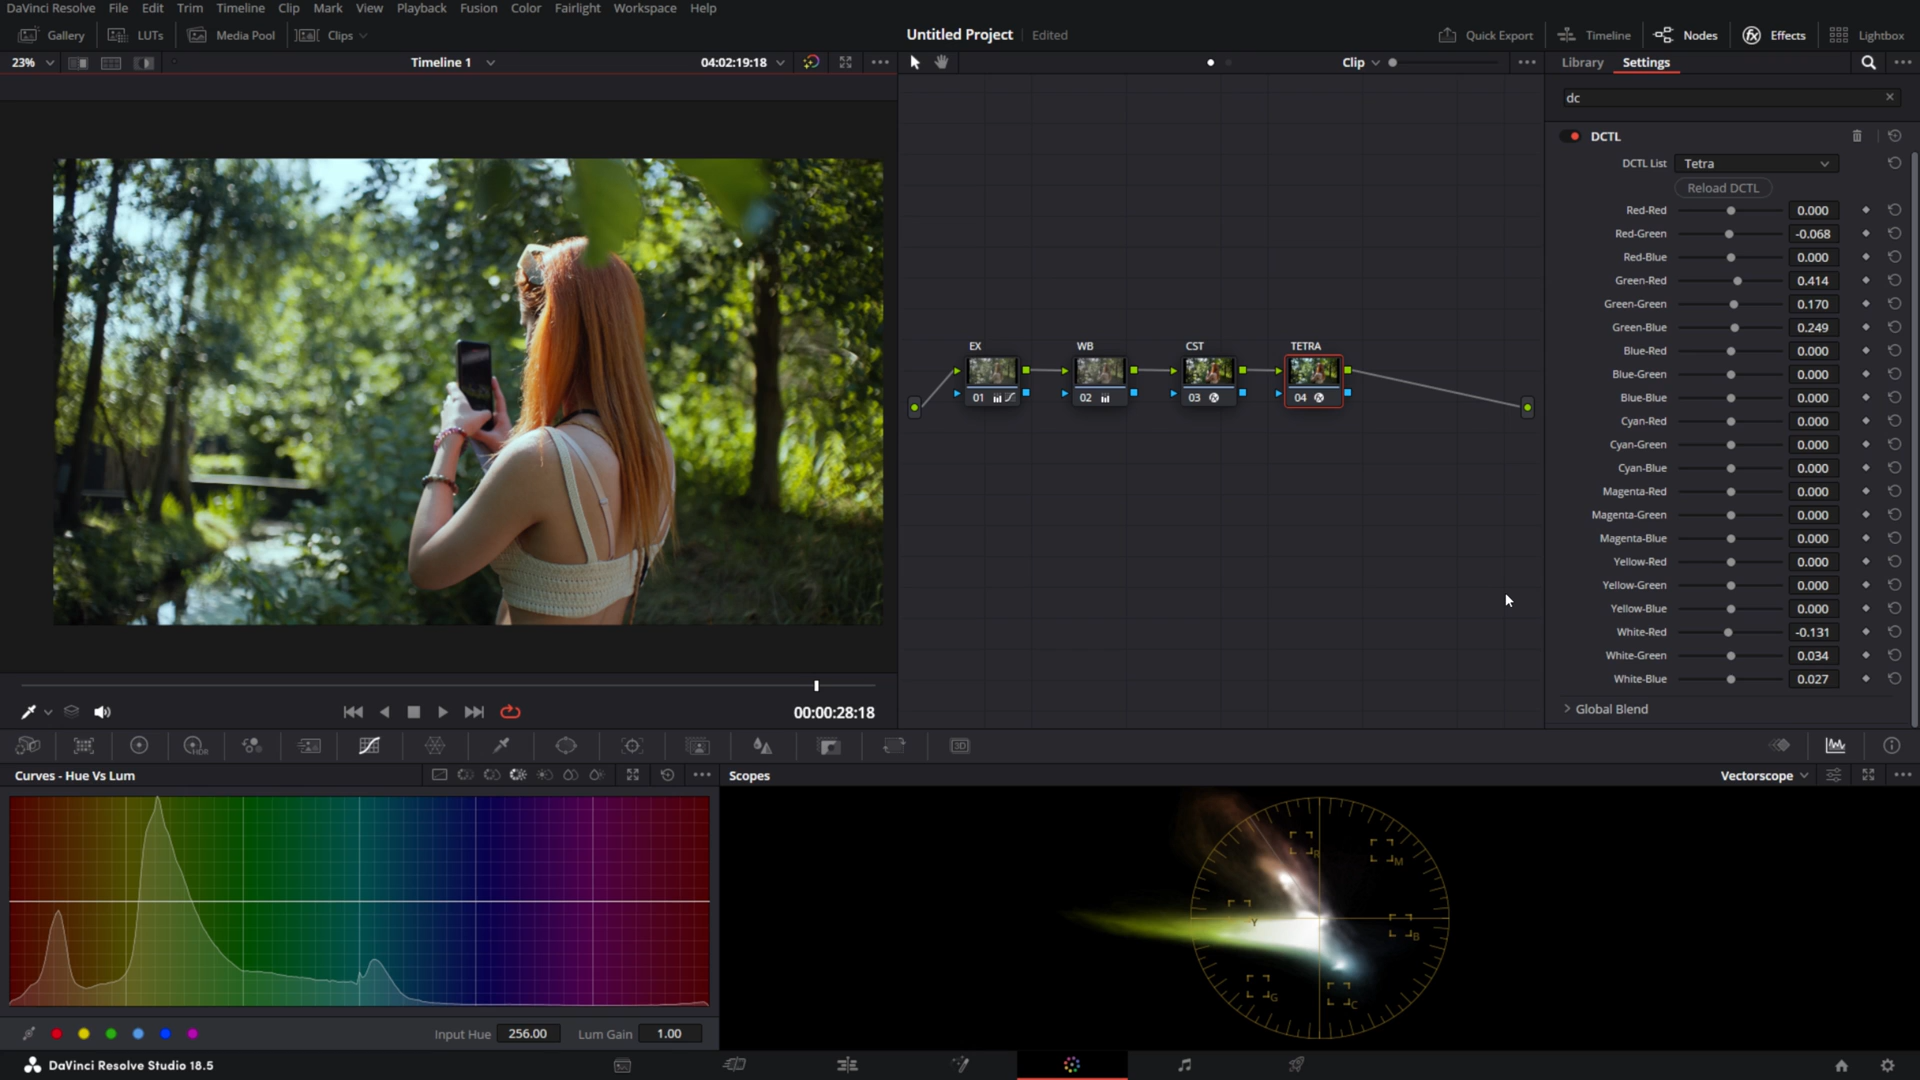 DaVinci Resolve File Edit Trim Timeline Clip Mark View Playback Fusion Color Fairlight Workspace Help
Gallery LUTs Media Pool Clips Untitled Project Edited Quick Export Timeline Nodes Effects Lightbox
23% Timeline 1 04:02:19:18 Clip Library Settings
dc
DCTL
DCTL List Tetra
Reload DCTL
Red-Red 0.000
Red-Green -0.068
Red-Blue 0.000
Green-Red 0.414
Green-Green 0.170
Green-Blue 0.249
Blue-Red 0.000
Blue-Green 0.000
Blue-Blue 0.000
Cyan-Red 0.000
Cyan-Green 0.000
Cyan-Blue 0.000
Magenta-Red 0.000
Magenta-Green 0.000
Magenta-Blue 0.000
Yellow-Red 0.000
Yellow-Green 0.000
Yellow-Blue 0.000
White-Red -0.131
White-Green 0.034
White-Blue 0.027
Global Blend
EX WB CST TETRA
01 02 03 04
00:00:28:18
HDR 3D
Curves - Hue Vs Lum
Scopes Vectorscope
R M
Y B
G C
Input Hue 256.00 Lum Gain 1.00
DaVinci Resolve Studio 18.5